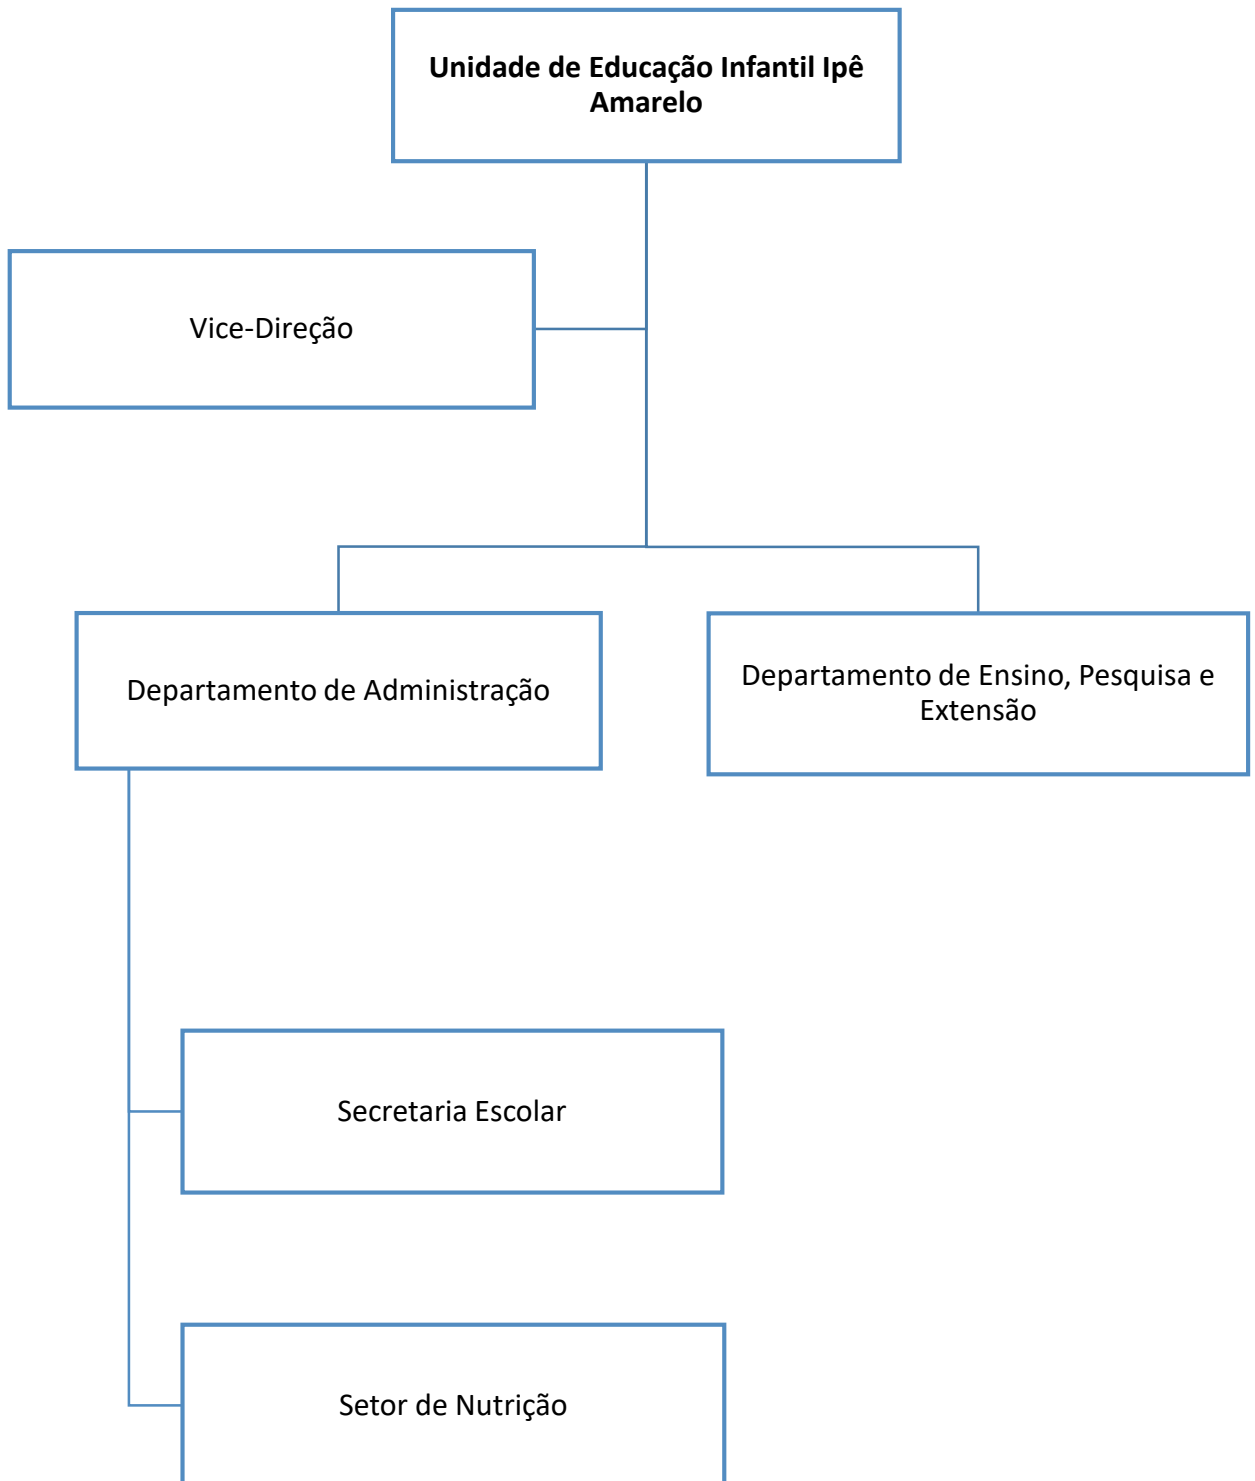 Unidade de Educação Infantil Ipê
Amarelo
Vice-Direção
Departamento de Administração
Departamento de Ensino, Pesquisa e
Extensão
Secretaria Escolar
Setor de Nutrição